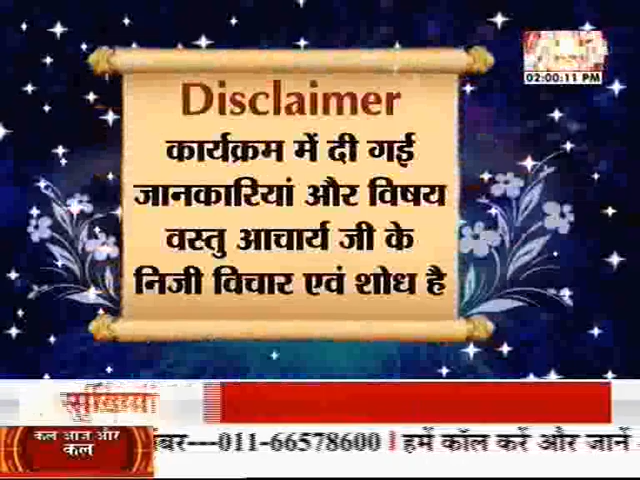 02:00:11 PM
Disclaimer
कार्यक्रम में दी गई
जानकारियां और विषय
वस्तु आचार्य जी के
निजी विचार एवं शोध है
कल आज और
कल
नंबर---011-66578600 | हमें कॉल करें और जानें